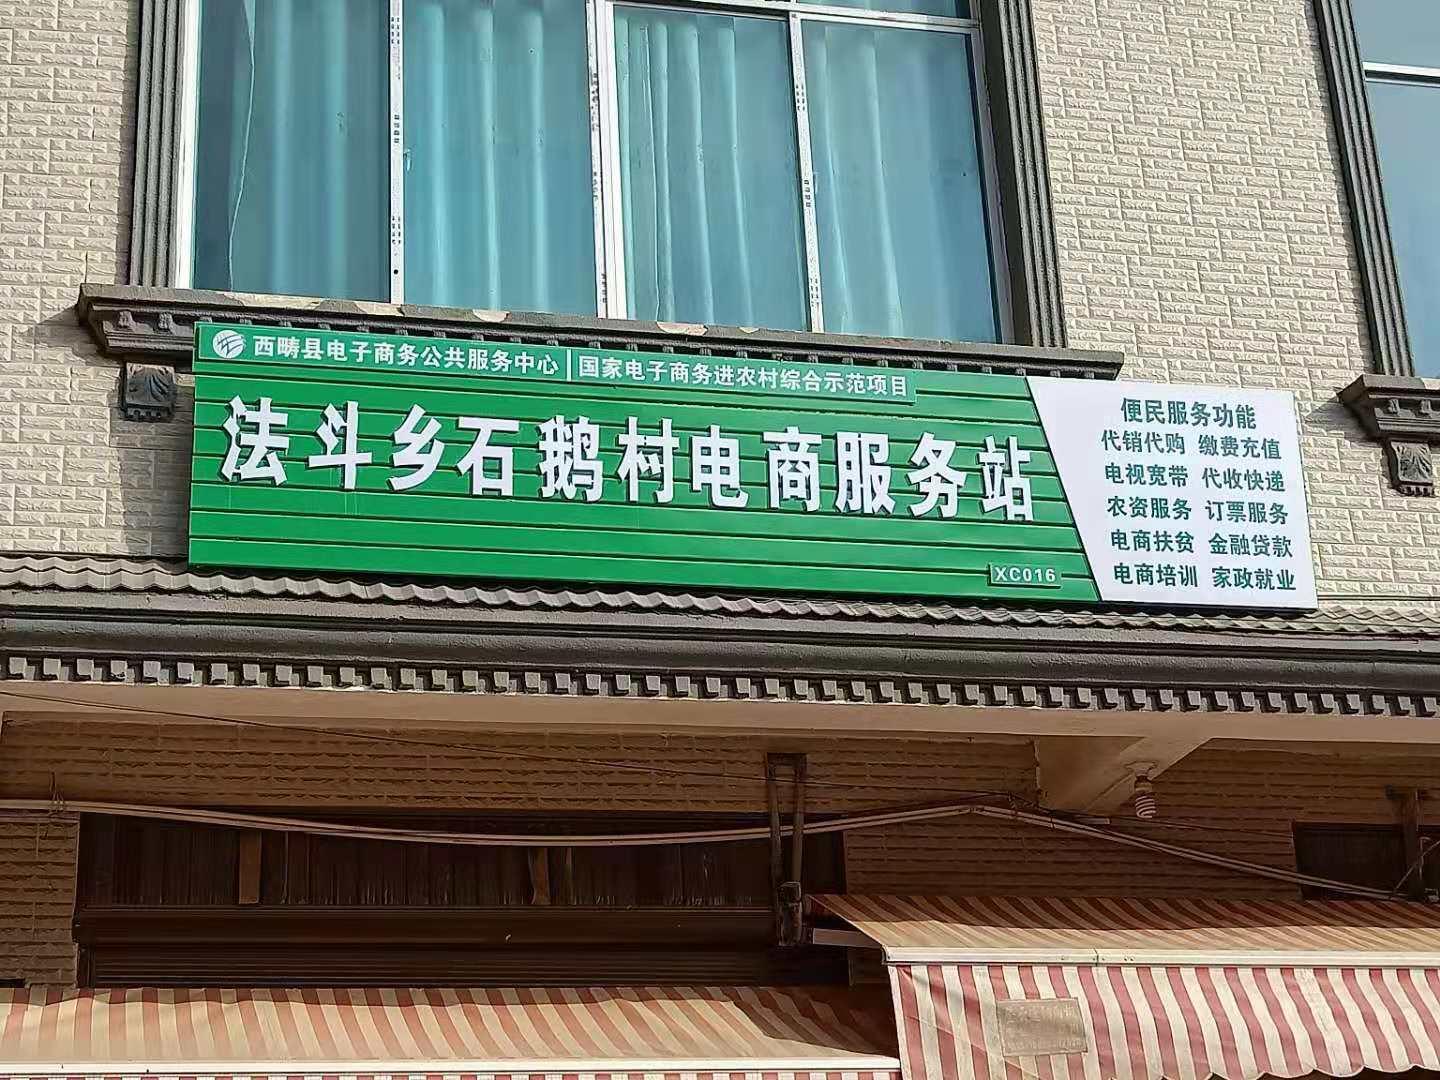 西畴县电子商务公共服务中心 | 国家电子商务进农村综合示范项目
法斗乡石鹅村电商服务站
XC016
便民服务功能
代销代购 缴费充值
电视宽带 代收快递
农资服务 订票服务
电商扶贫 金融贷款
电商培训 家政就业